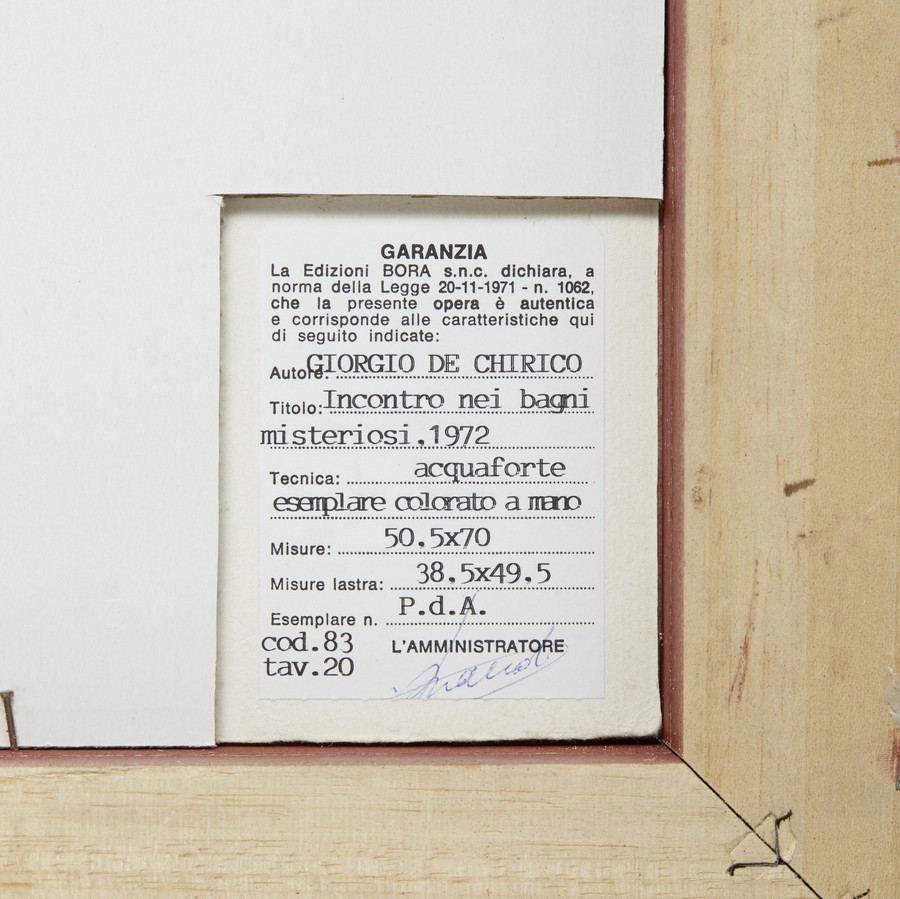 GARANZIA
La Edizioni BORA s.n.c. dichiara, a
norma della Legge 20-11-1971 - n. 1062,
che la presente opera è autentica
e corrisponde alle caratteristiche qui
di seguito indicate:
Autore: GIORGIO DE CHIRICO
Titolo: Incontro nei bagni
misteriosi,1972
Tecnica: acquaforte
esemplare colorato a mano
Misure: 50,5x70
Misure lastra: 38,5x49,5
Esemplare n. P.d.A.
cod.83 L'AMMINISTRATORE
tav.20